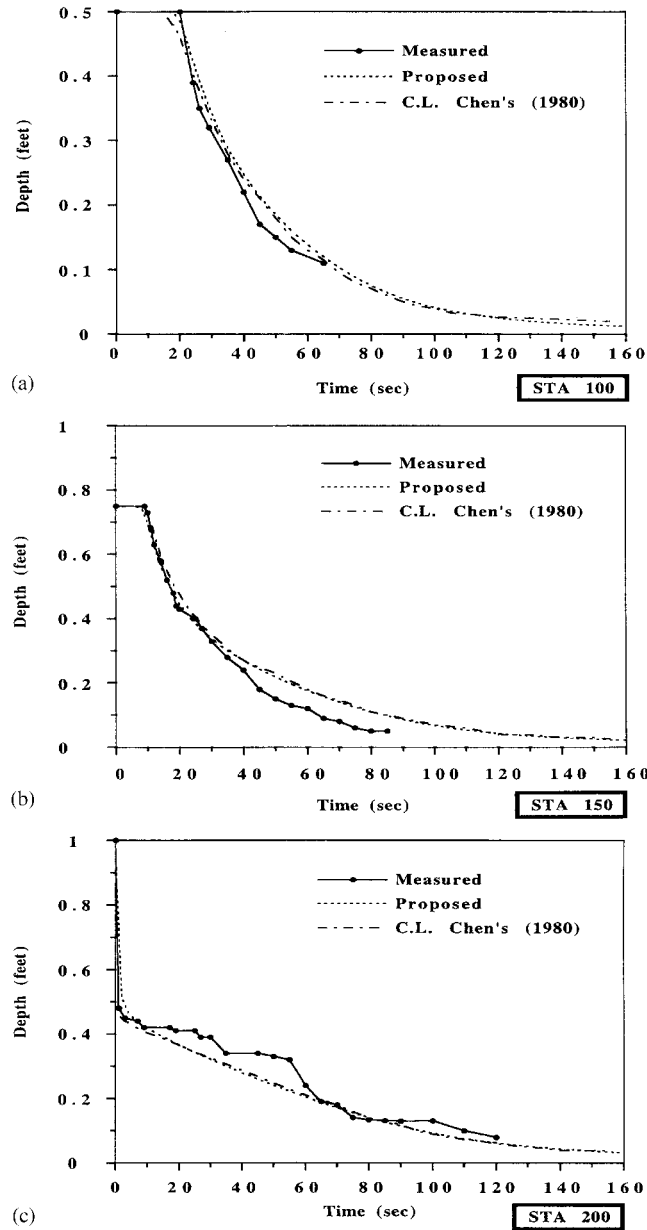 0.5
0.4
0.3
0.2
0.1
0
Depth (feet)
Measured
Proposed
C.L. Chen's (1980)
0 20 40 60 80 100 120 140 160
Time (sec)
(a)
STA 100
1
0.8
0.6
0.4
0.2
0
Depth (feet)
Measured
Proposed
C.L. Chen's (1980)
0 20 40 60 80 100 120 140 160
Time (sec)
(b)
STA 150
1
0.8
0.6
0.4
0.2
0
Depth (feet)
Measured
Proposed
C.L. Chen's (1980)
0 20 40 60 80 100 120 140 160
Time (sec)
(c)
STA 200